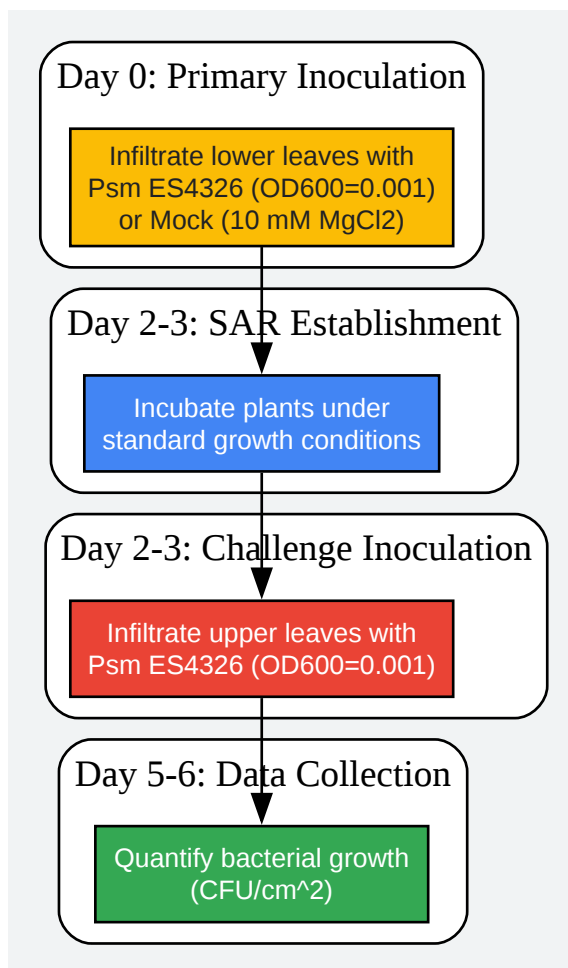 Day 0: Primary Inoculation
Infiltrate lower leaves with
Psm ES4326 (OD600=0.001)
or Mock (10 mM MgCl2)
Day 2-3: SAR Establishment
Incubate plants under
standard growth conditions
Day 2-3: Challenge Inoculation
Infiltrate upper leaves with
Psm ES4326 (OD600=0.001)
Day 5-6: Data Collection
Quantify bacterial growth
(CFU/cm^2)